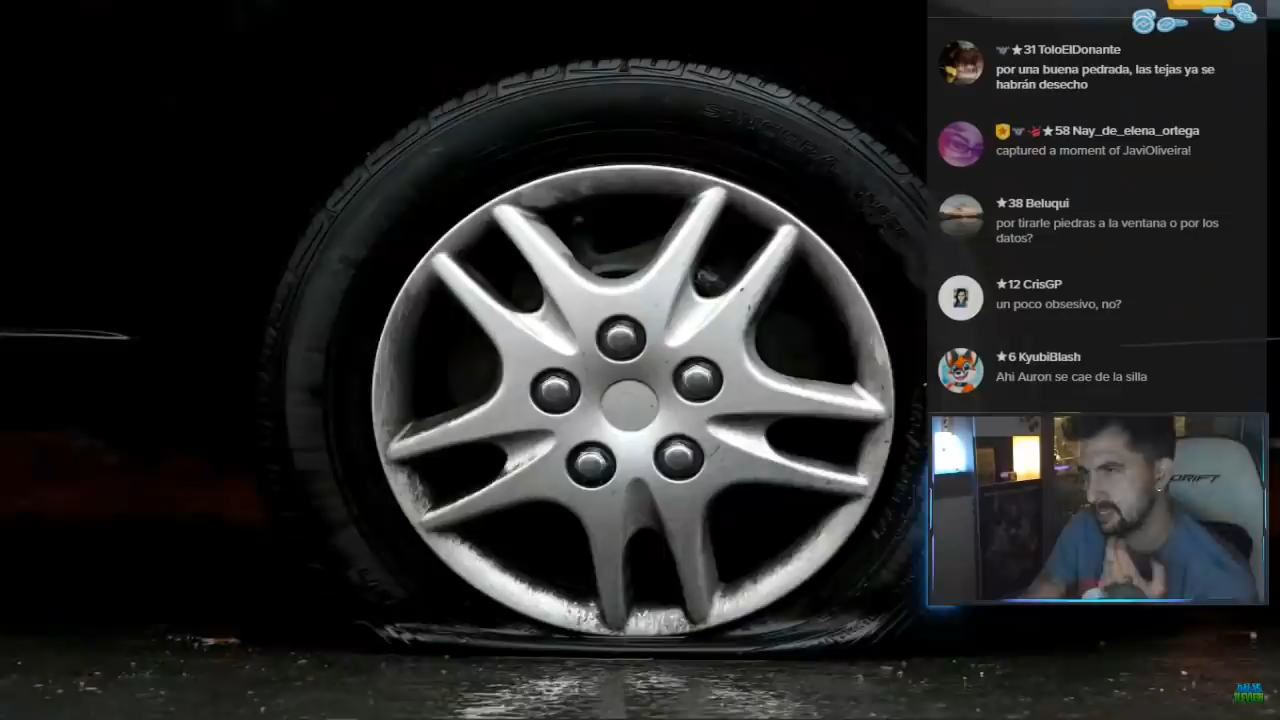 31 ToloElDonante
por una buena pedrada, las tejas ya se
habrán desecho
58 Nay_de_elena_ortega
captured a moment of JaviOliveira!
38 Beluqui
por tirarle piedras a la ventana o por los
datos?
12 CrisGP
un poco obsesivo, no?
6 KyubiBlash
Ahi Auron se cae de la silla
DRIFT